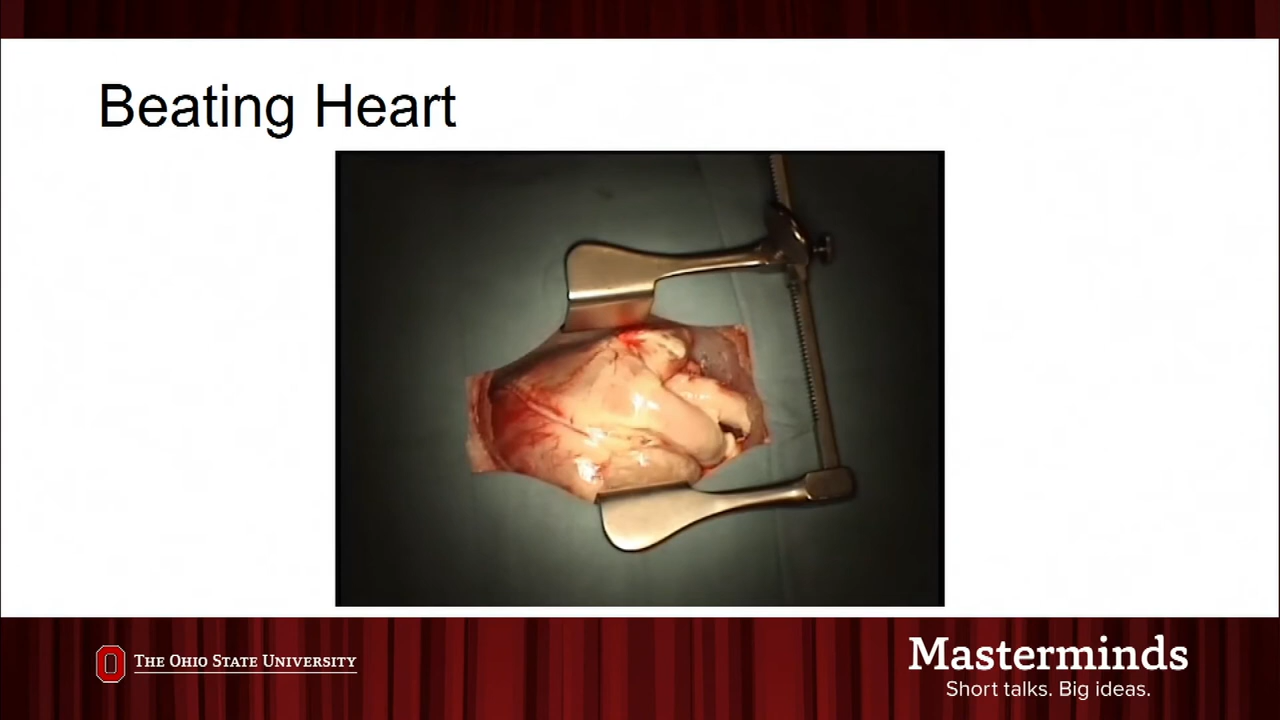 Beating Heart
O THE OHIO STATE UNIVERSITY
Masterminds
Short talks. Big ideas.